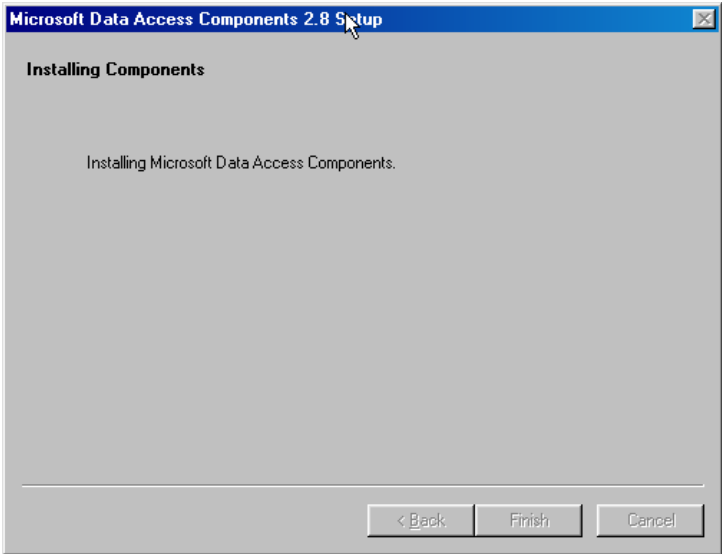 Microsoft Data Access Components 2.8 Setup
Installing Components
Installing Microsoft Data Access Components.
< Back
Finish
Cancel